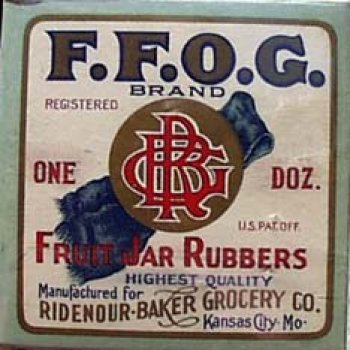 F.F.O.G.
BRAND
REGISTERED
RBG
ONE DOZ.
U.S. PAT. OFF.
FRUIT JAR RUBBERS
HIGHEST QUALITY
Manufactured for
RIDENOUR-BAKER GROCERY CO.
Kansas City-Mo-